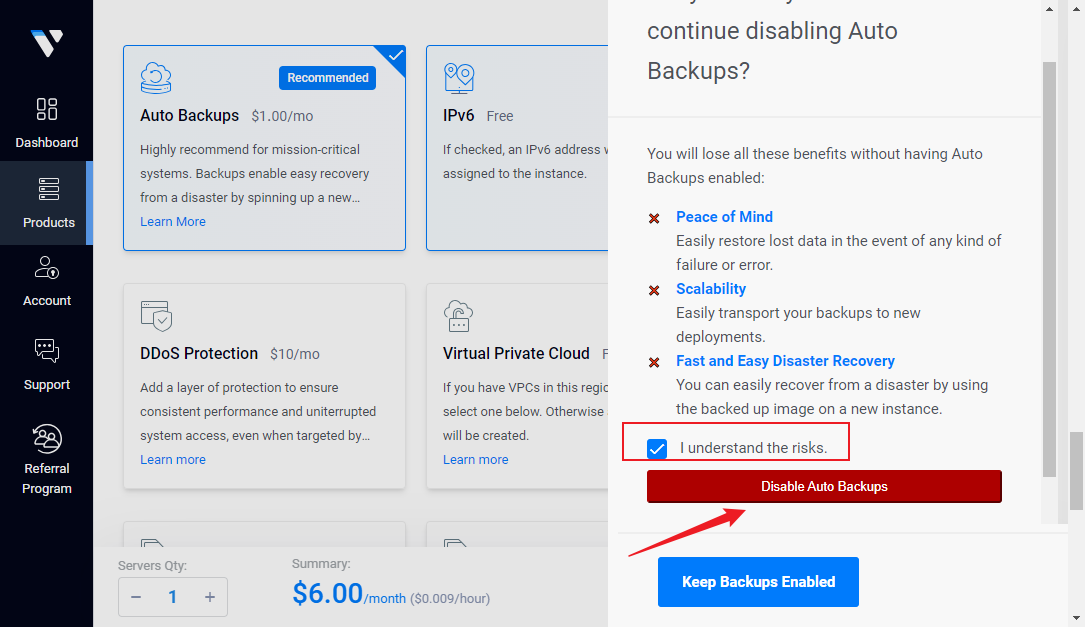 Dashboard
Products
Account
Support
Referral
Program
Recommended
Auto Backups $1.00/mo
Highly recommend for mission-critical
systems. Backups enable easy recovery
from a disaster by spinning up a new...
Learn More
IPv6 Free
If checked, an IPv6 address
assigned to the instance.
DDoS Protection $10/mo
Add a layer of protection to ensure
consistent performance and uniterrupted
system access, even when targeted by...
Learn more
Virtual Private Cloud
If you have VPCs in this regio
select one below. Otherwise
will be created.
Learn more
Servers Qty:
− 1 +
Summary:
$6.00/month ($0.009/hour)
continue disabling Auto
Backups?
You will lose all these benefits without having Auto
Backups enabled:
Peace of Mind
Easily restore lost data in the event of any kind of
failure or error.
Scalability
Easily transport your backups to new
deployments.
Fast and Easy Disaster Recovery
You can easily recover from a disaster by using
the backed up image on a new instance.
I understand the risks.
Disable Auto Backups
Keep Backups Enabled